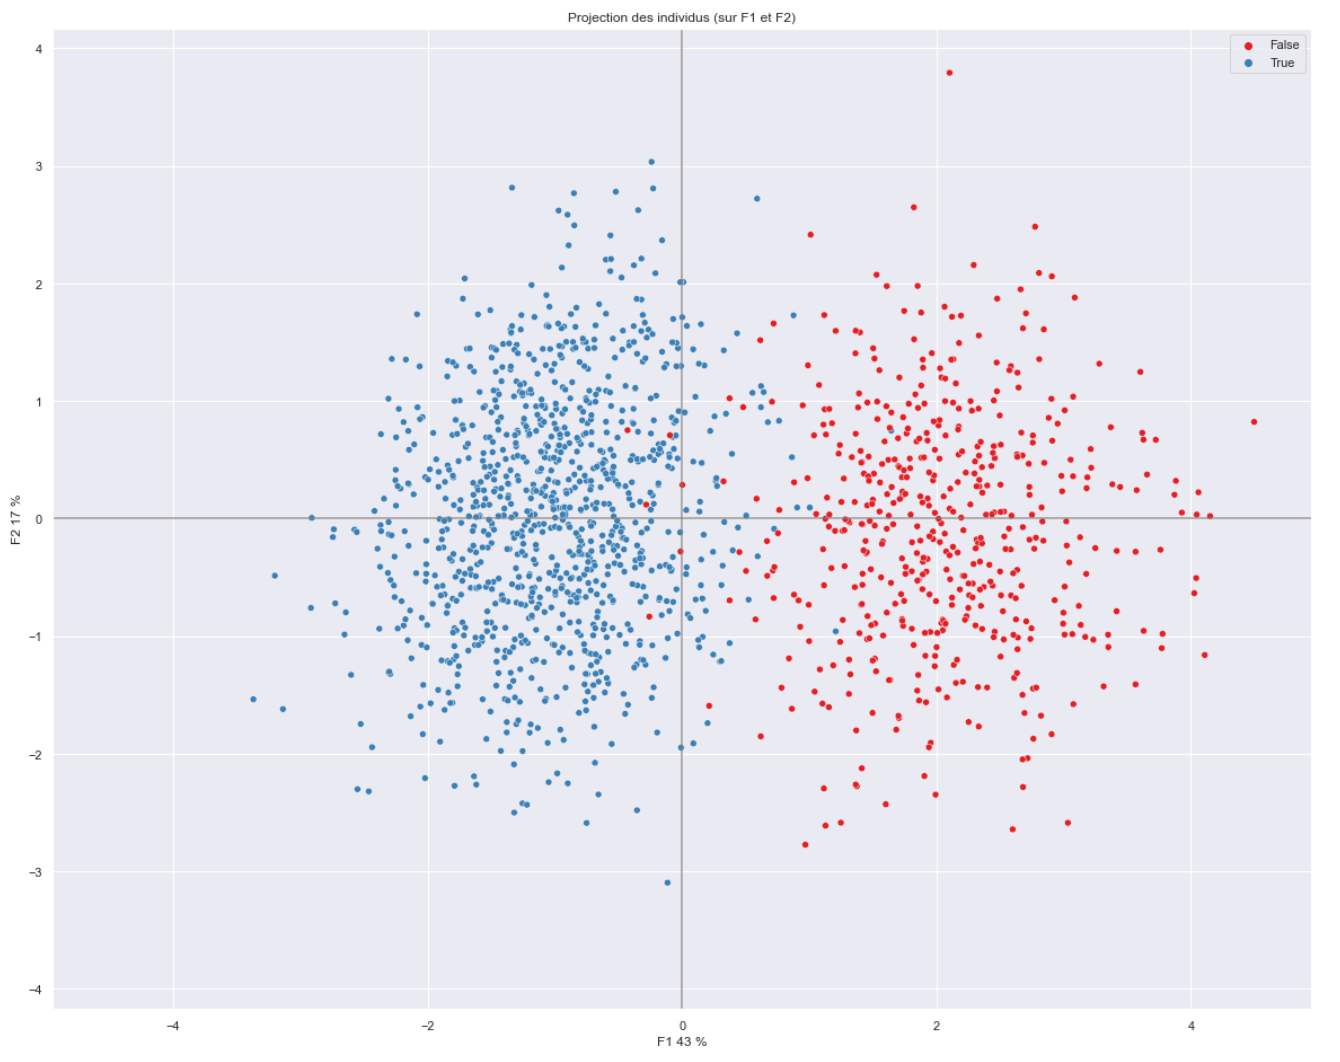 Projection des individus (sur F1 et F2)
False
True
4
3
2
1
0
−1
−2
−3
−4
F2 17 %
−4
−2
0
2
4
F1 43 %